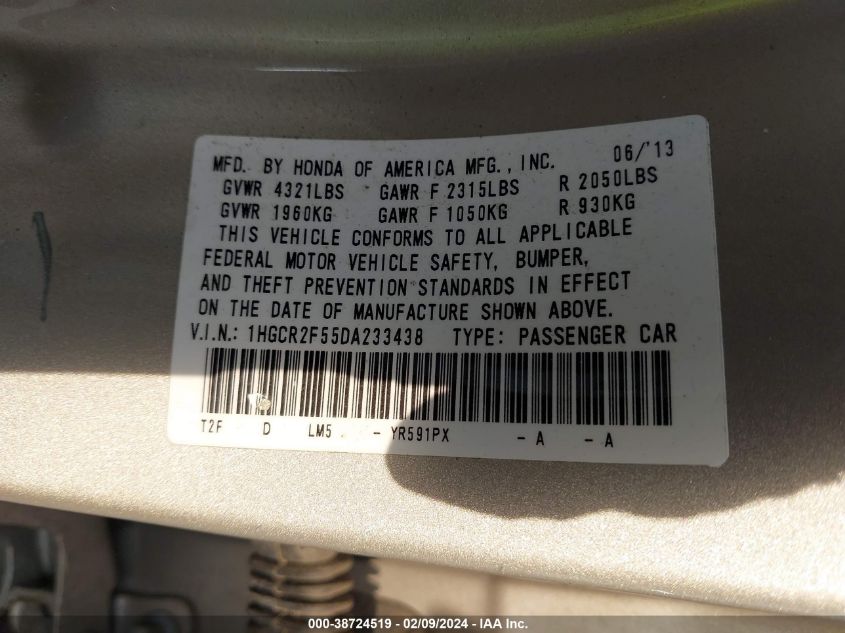 MFD. BY HONDA OF AMERICA MFG., INC. 06/'13
GVWR 4321LBS GAWR F 2315LBS R 2050LBS
GVWR 1960KG GAWR F 1050KG R 930KG
THIS VEHICLE CONFORMS TO ALL APPLICABLE
FEDERAL MOTOR VEHICLE SAFETY, BUMPER,
AND THEFT PREVENTION STANDARDS IN EFFECT
ON THE DATE OF MANUFACTURE SHOWN ABOVE.
V.I.N.: 1HGCR2F55DA233438 TYPE: PASSENGER CAR
T2F D LM5 - YR591PX - A - A
000-38724519 / 02/09/2024 - IAA Inc.